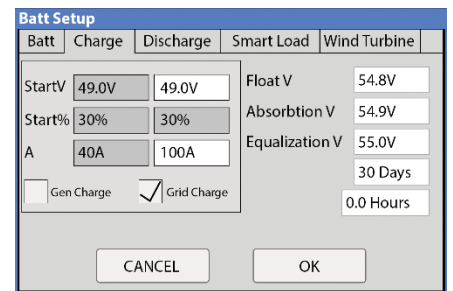 Batt Setup
Batt Charge Discharge Smart Load Wind Turbine
StartV 49.0V 49.0V Float V 54.8V
Start% 30% 30% Absorbtion V 54.9V
A 40A 100A Equalization V 55.0V
30 Days
Gen Charge Grid Charge 0.0 Hours
CANCEL OK